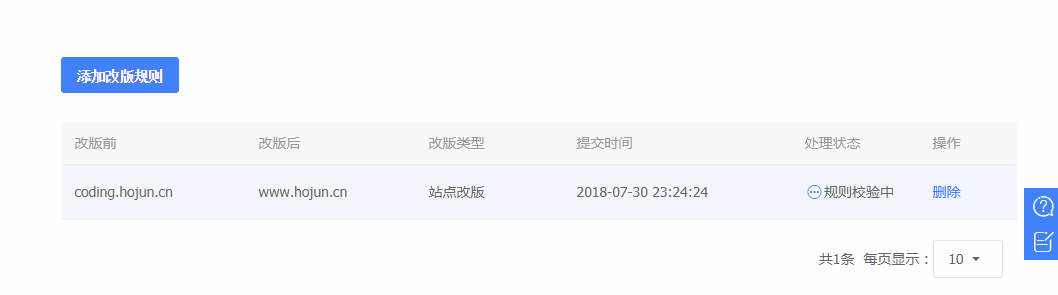 添加改版规则
改版前 改版后 改版类型 提交时间 处理状态 操作
coding.hojun.cn www.hojun.cn 站点改版 2018-07-30 23:24:24 规则校验中 删除
共1条 每页显示： 10